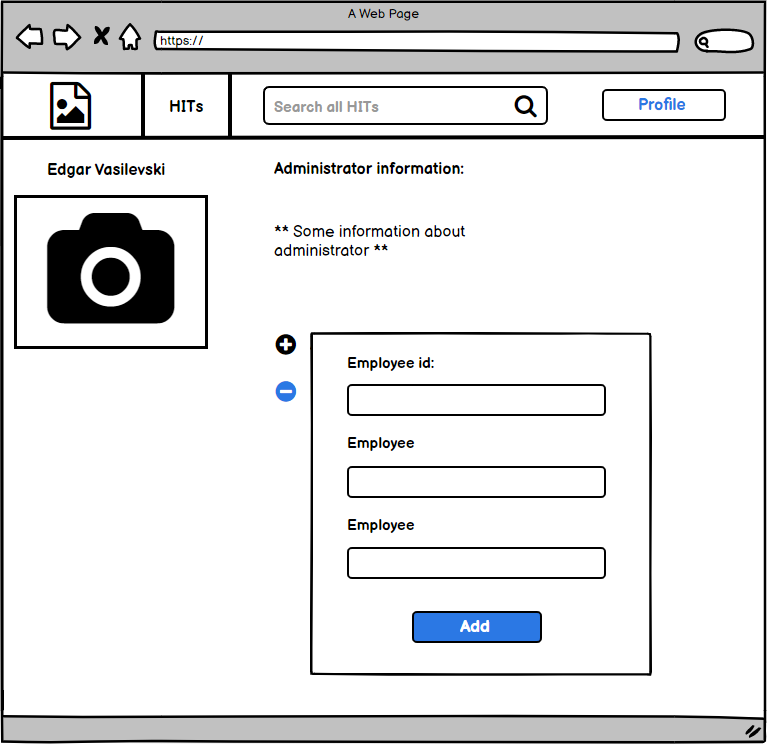 A Web Page
https://
HITs
Search all HITs
Profile
Edgar Vasilevski
Administrator information:
** Some information about
administrator **
Employee id:
Employee
Employee
Add